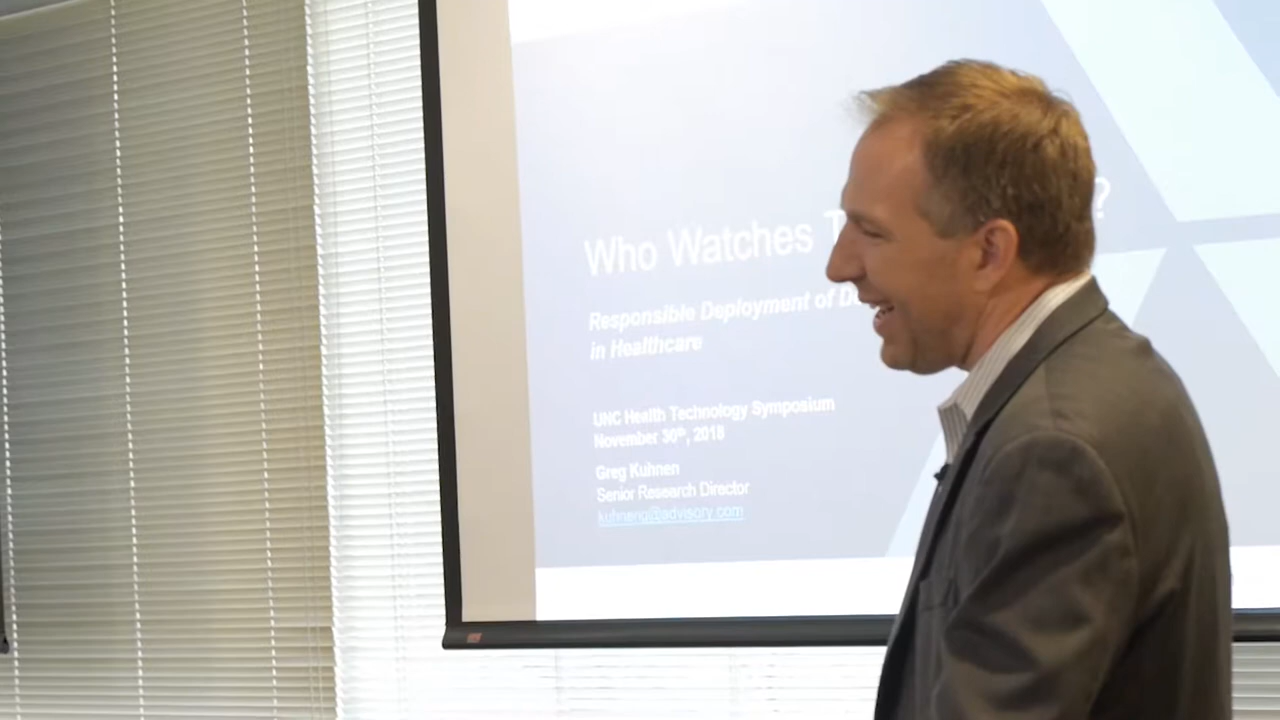 Who Watches T ?
Responsible Deployment of D
in Healthcare
UNC Health Technology Symposium
November 30th, 2018
Greg Kuhnen
Senior Research Director
kuhneng@advisory.com